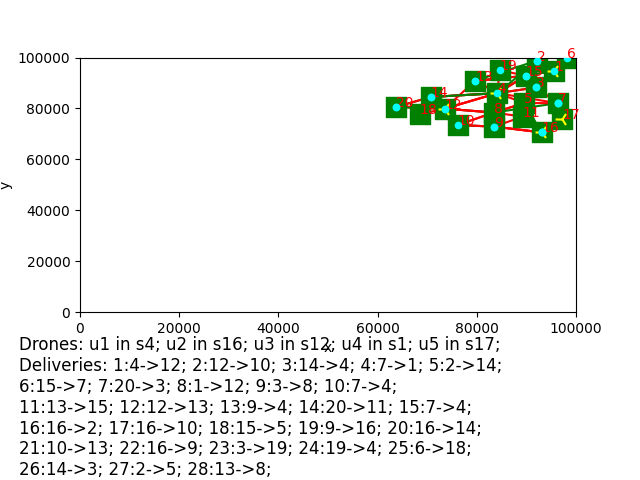 100000
80000
60000
40000
20000
0
y
0 20000 40000 60000 80000 100000
x
2
6
19
4
17
Drones: u1 in s4; u2 in s16; u3 in s12; u4 in s1; u5 in s17;
Deliveries: 1:4->12; 2:12->10; 3:14->4; 4:7->1; 5:2->14;
6:15->7; 7:20->3; 8:1->12; 9:3->8; 10:7->4;
11:13->15; 12:12->13; 13:9->4; 14:20->11; 15:7->4;
16:16->2; 17:16->10; 18:15->5; 19:9->16; 20:16->14;
21:10->13; 22:16->9; 23:3->19; 24:19->4; 25:6->18;
26:14->3; 27:2->5; 28:13->8;